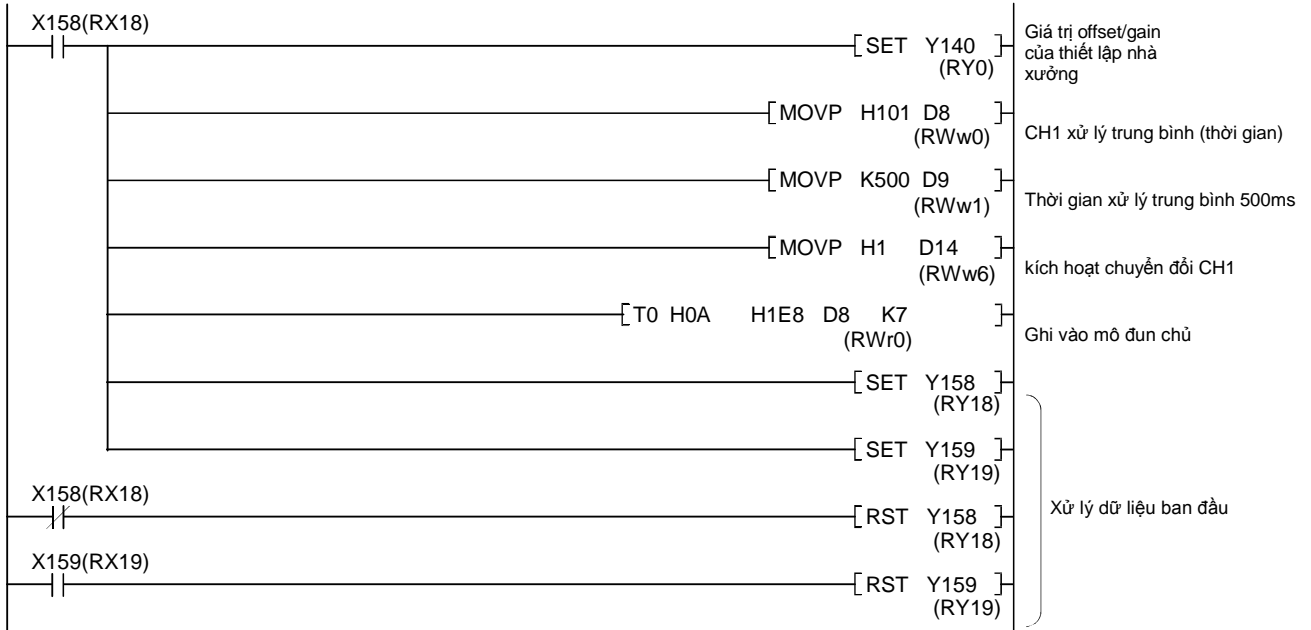 X158(RX18)
SET Y140
(RY0)
Giá trị offset/gain
của thiết lập nhà
xưởng
MOVP H101 D8
(RWw0)
CH1 xử lý trung bình (thời gian)
MOVP K500 D9
(RWw1)
Thời gian xử lý trung bình 500ms
MOVP H1 D14
(RWw6)
kích hoạt chuyển đổi CH1
T0 H0A H1E8 D8 K7
(RWr0)
Ghi vào mô đun chủ
SET Y158
(RY18)
SET Y159
(RY19)
X158(RX18)
RST Y158
(RY18)
Xử lý dữ liệu ban đầu
X159(RX19)
RST Y159
(RY19)